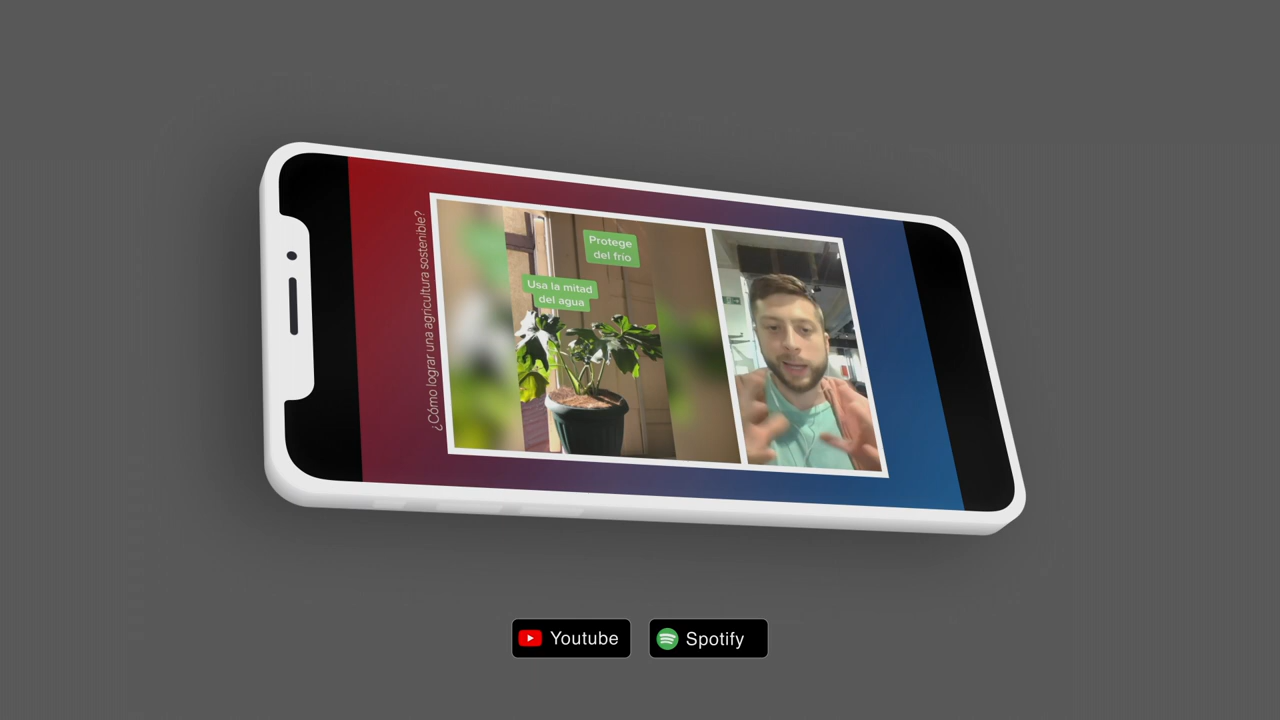 ¿Cómo lograr una agricultura sostenible?
Protege
del frío
Usa la mitad
del agua
Youtube
Spotify